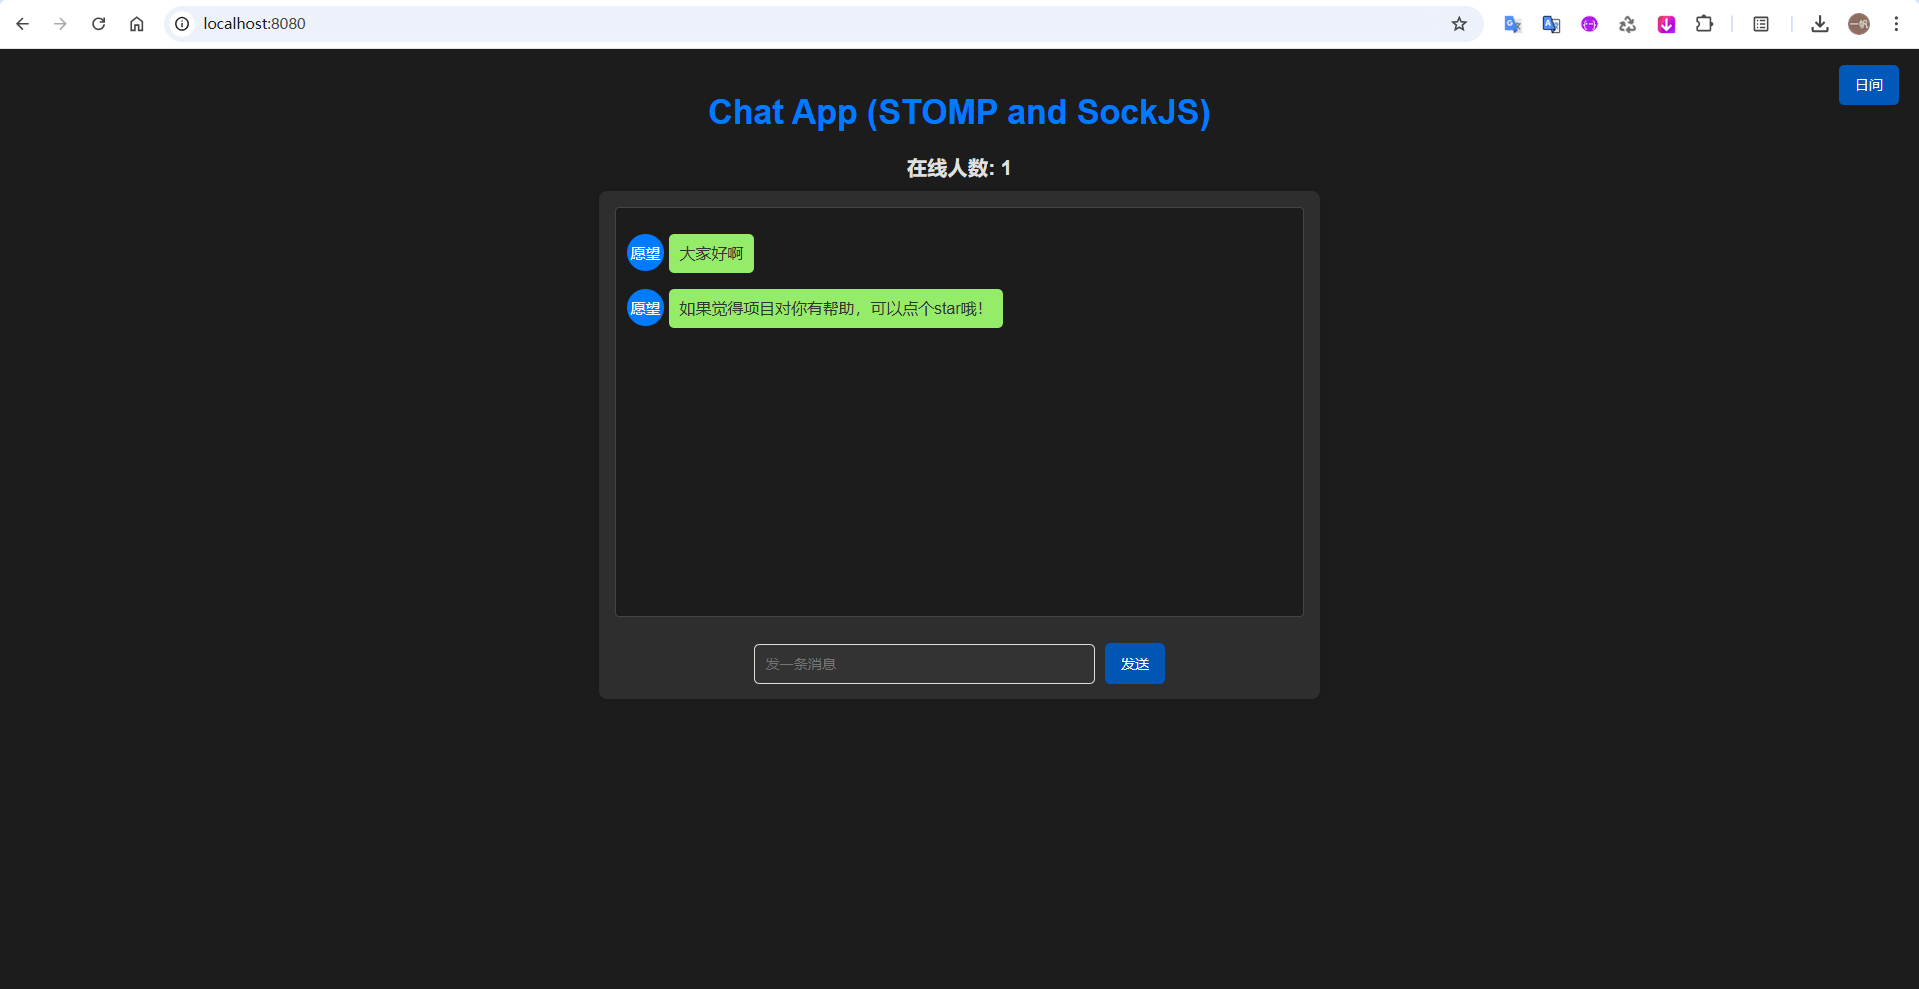 localhost:8080
日间
Chat App (STOMP and SockJS)
在线人数: 1
愿望 大家好啊
愿望 如果觉得项目对你有帮助，可以点个star哦！
发一条消息 发送